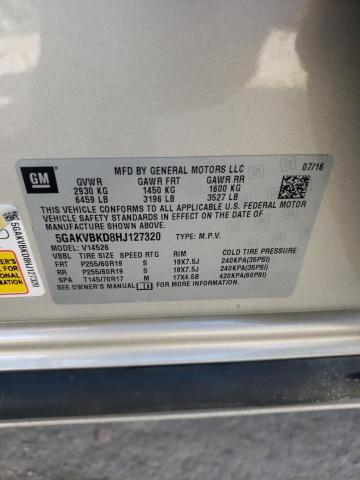 MFD BY GENERAL MOTORS LLC 07/16
GM
GVWR GAWR FRT GAWR RR
2930 KG 1450 KG 1600 KG
6459 LB 3196 LB 3527 LB
THIS VEHICLE CONFORMS TO ALL APPLICABLE U.S. FEDERAL MOTOR
VEHICLE SAFETY STANDARDS IN EFFECT ON THE DATE OF
MANUFACTURE SHOWN ABOVE.
5GAKVBKD8HJ127320 TYPE: M.P.V.
VBBL V14526
TIRE SIZE SPEED RTG RIM COLD TIRE PRESSURE
FRT P255/60R19 S 19X7.5J 240KPA(35PSI)
RR P255/60R19 S 19X7.5J 240KPA(35PSI)
SPA T145/70R17 M 17X4.5B 420KPA(60PSI)
SEE OWNER'S MANUAL FOR ADDITIONAL INFORMATION.
5GAKVBKD8HJ127320